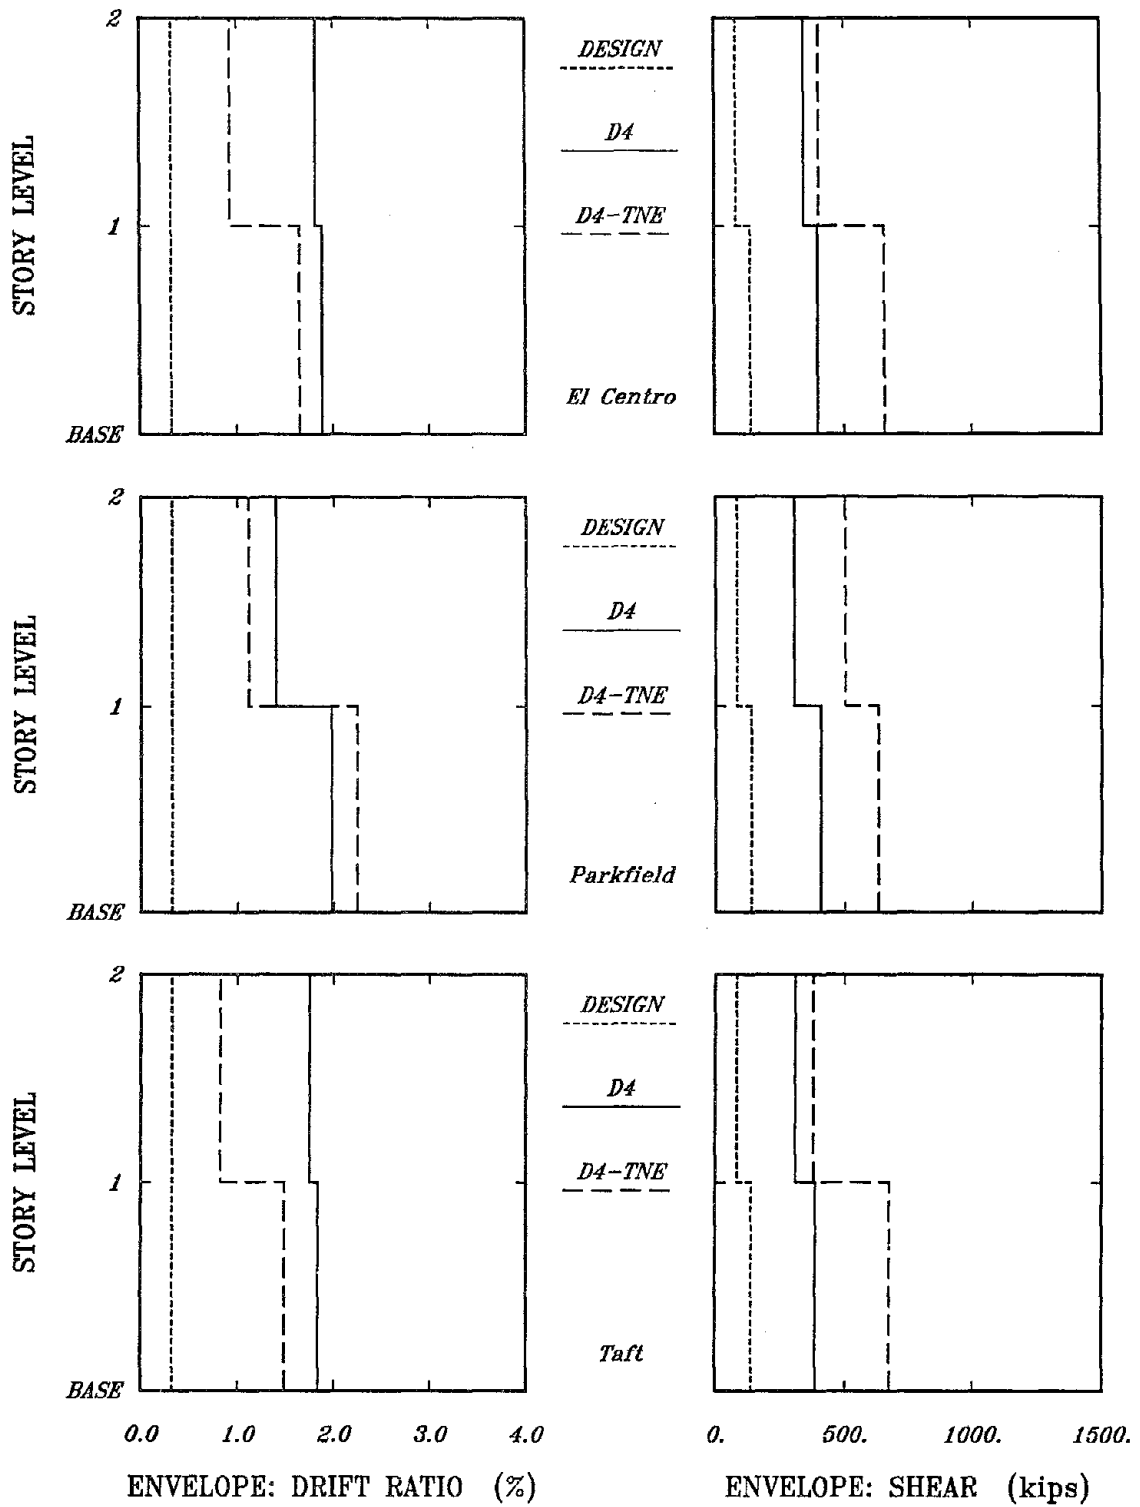 2
STORY LEVEL
1
BASE
DESIGN
D4
D4-TNE
El Centro
2
STORY LEVEL
1
BASE
DESIGN
D4
D4-TNE
Parkfield
2
STORY LEVEL
1
BASE
DESIGN
D4
D4-TNE
Taft
0.0 1.0 2.0 3.0 4.0
0. 500. 1000. 1500.
ENVELOPE: DRIFT RATIO (%)
ENVELOPE: SHEAR (kips)